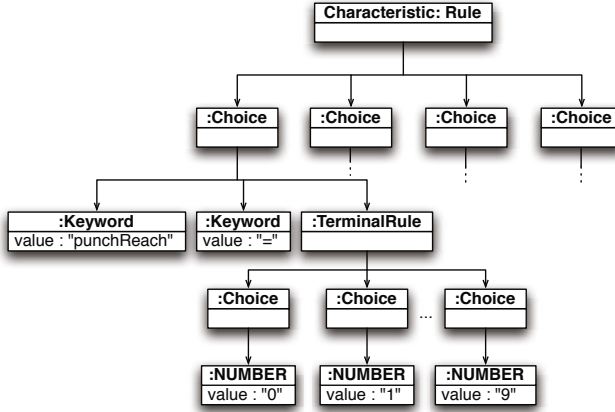 Characteristic: Rule
:Choice :Choice :Choice :Choice
:Keyword :Keyword :TerminalRule
value : "punchReach" value : "="
:Choice :Choice ... :Choice
:NUMBER :NUMBER :NUMBER
value : "0" value : "1" value : "9"